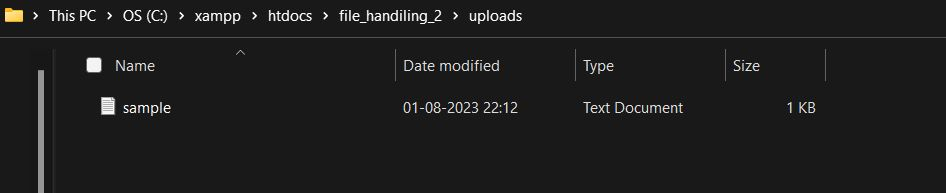 This PC > OS (C:) > xampp > htdocs > file_handiling_2 > uploads
Name Date modified Type Size
sample 01-08-2023 22:12 Text Document 1 KB